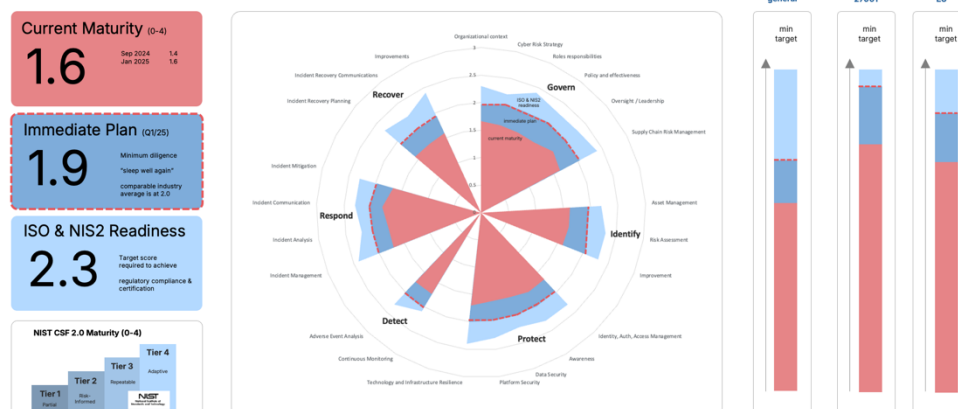 general
27001
Current Maturity (0-4)
1.6
Sep 2024 1.4
Jan 2025 1.6
Immediate Plan (Q1/25)
1.9
Minimum diligence
"sleep well again"
comparable industry
average is at 2.0
ISO & NIS2 Readiness
2.3
Target score
required to achieve
regulatory compliance &
certification
NIST CSF 2.0 Maturity (0-4)
Tier 4
Adaptive
Tier 3
Repeatable
Tier 2
Risk-
Informed
Tier 1
Partial
NIST
Organizational context
Cyber Risk Strategy
Roles responsibilities
Policy and effectiveness
Oversight / Leadership
Supply Chain Risk Management
Asset Management
Risk Assessment
Improvement
Identity, Auth, Access Management
Awareness
Data Security
Platform Security
Technology and Infrastructure Resilience
Continuous Monitoring
Adverse Event Analysis
Incident Management
Incident Analysis
Incident Communication
Incident Mitigation
Incident Recovery Planning
Incident Recovery Communications
Improvements
Govern
Identify
Protect
Detect
Respond
Recover
3
2.5
2
1.5
1
0.5
ISO & NIS2
readiness
immediate plan
current maturity
min
target
min
target
min
target